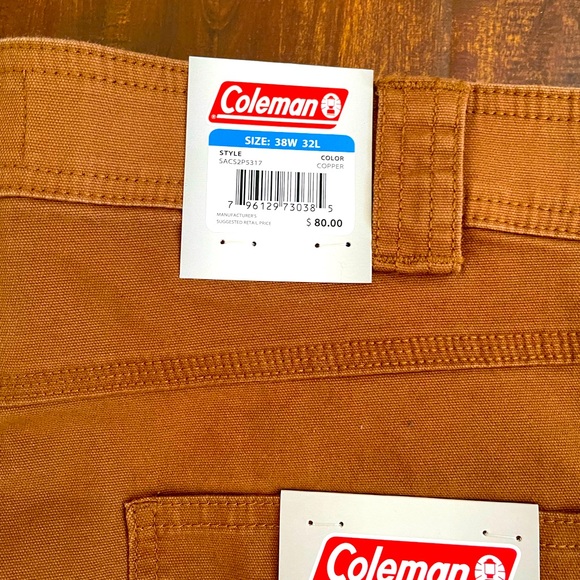 Coleman
SIZE: 38W 32L
STYLE COLOR
SACS2PS317 COPPER
7 96129 73038 5
MANUFACTURER'S
SUGGESTED RETAIL PRICE $ 80.00
Coleman